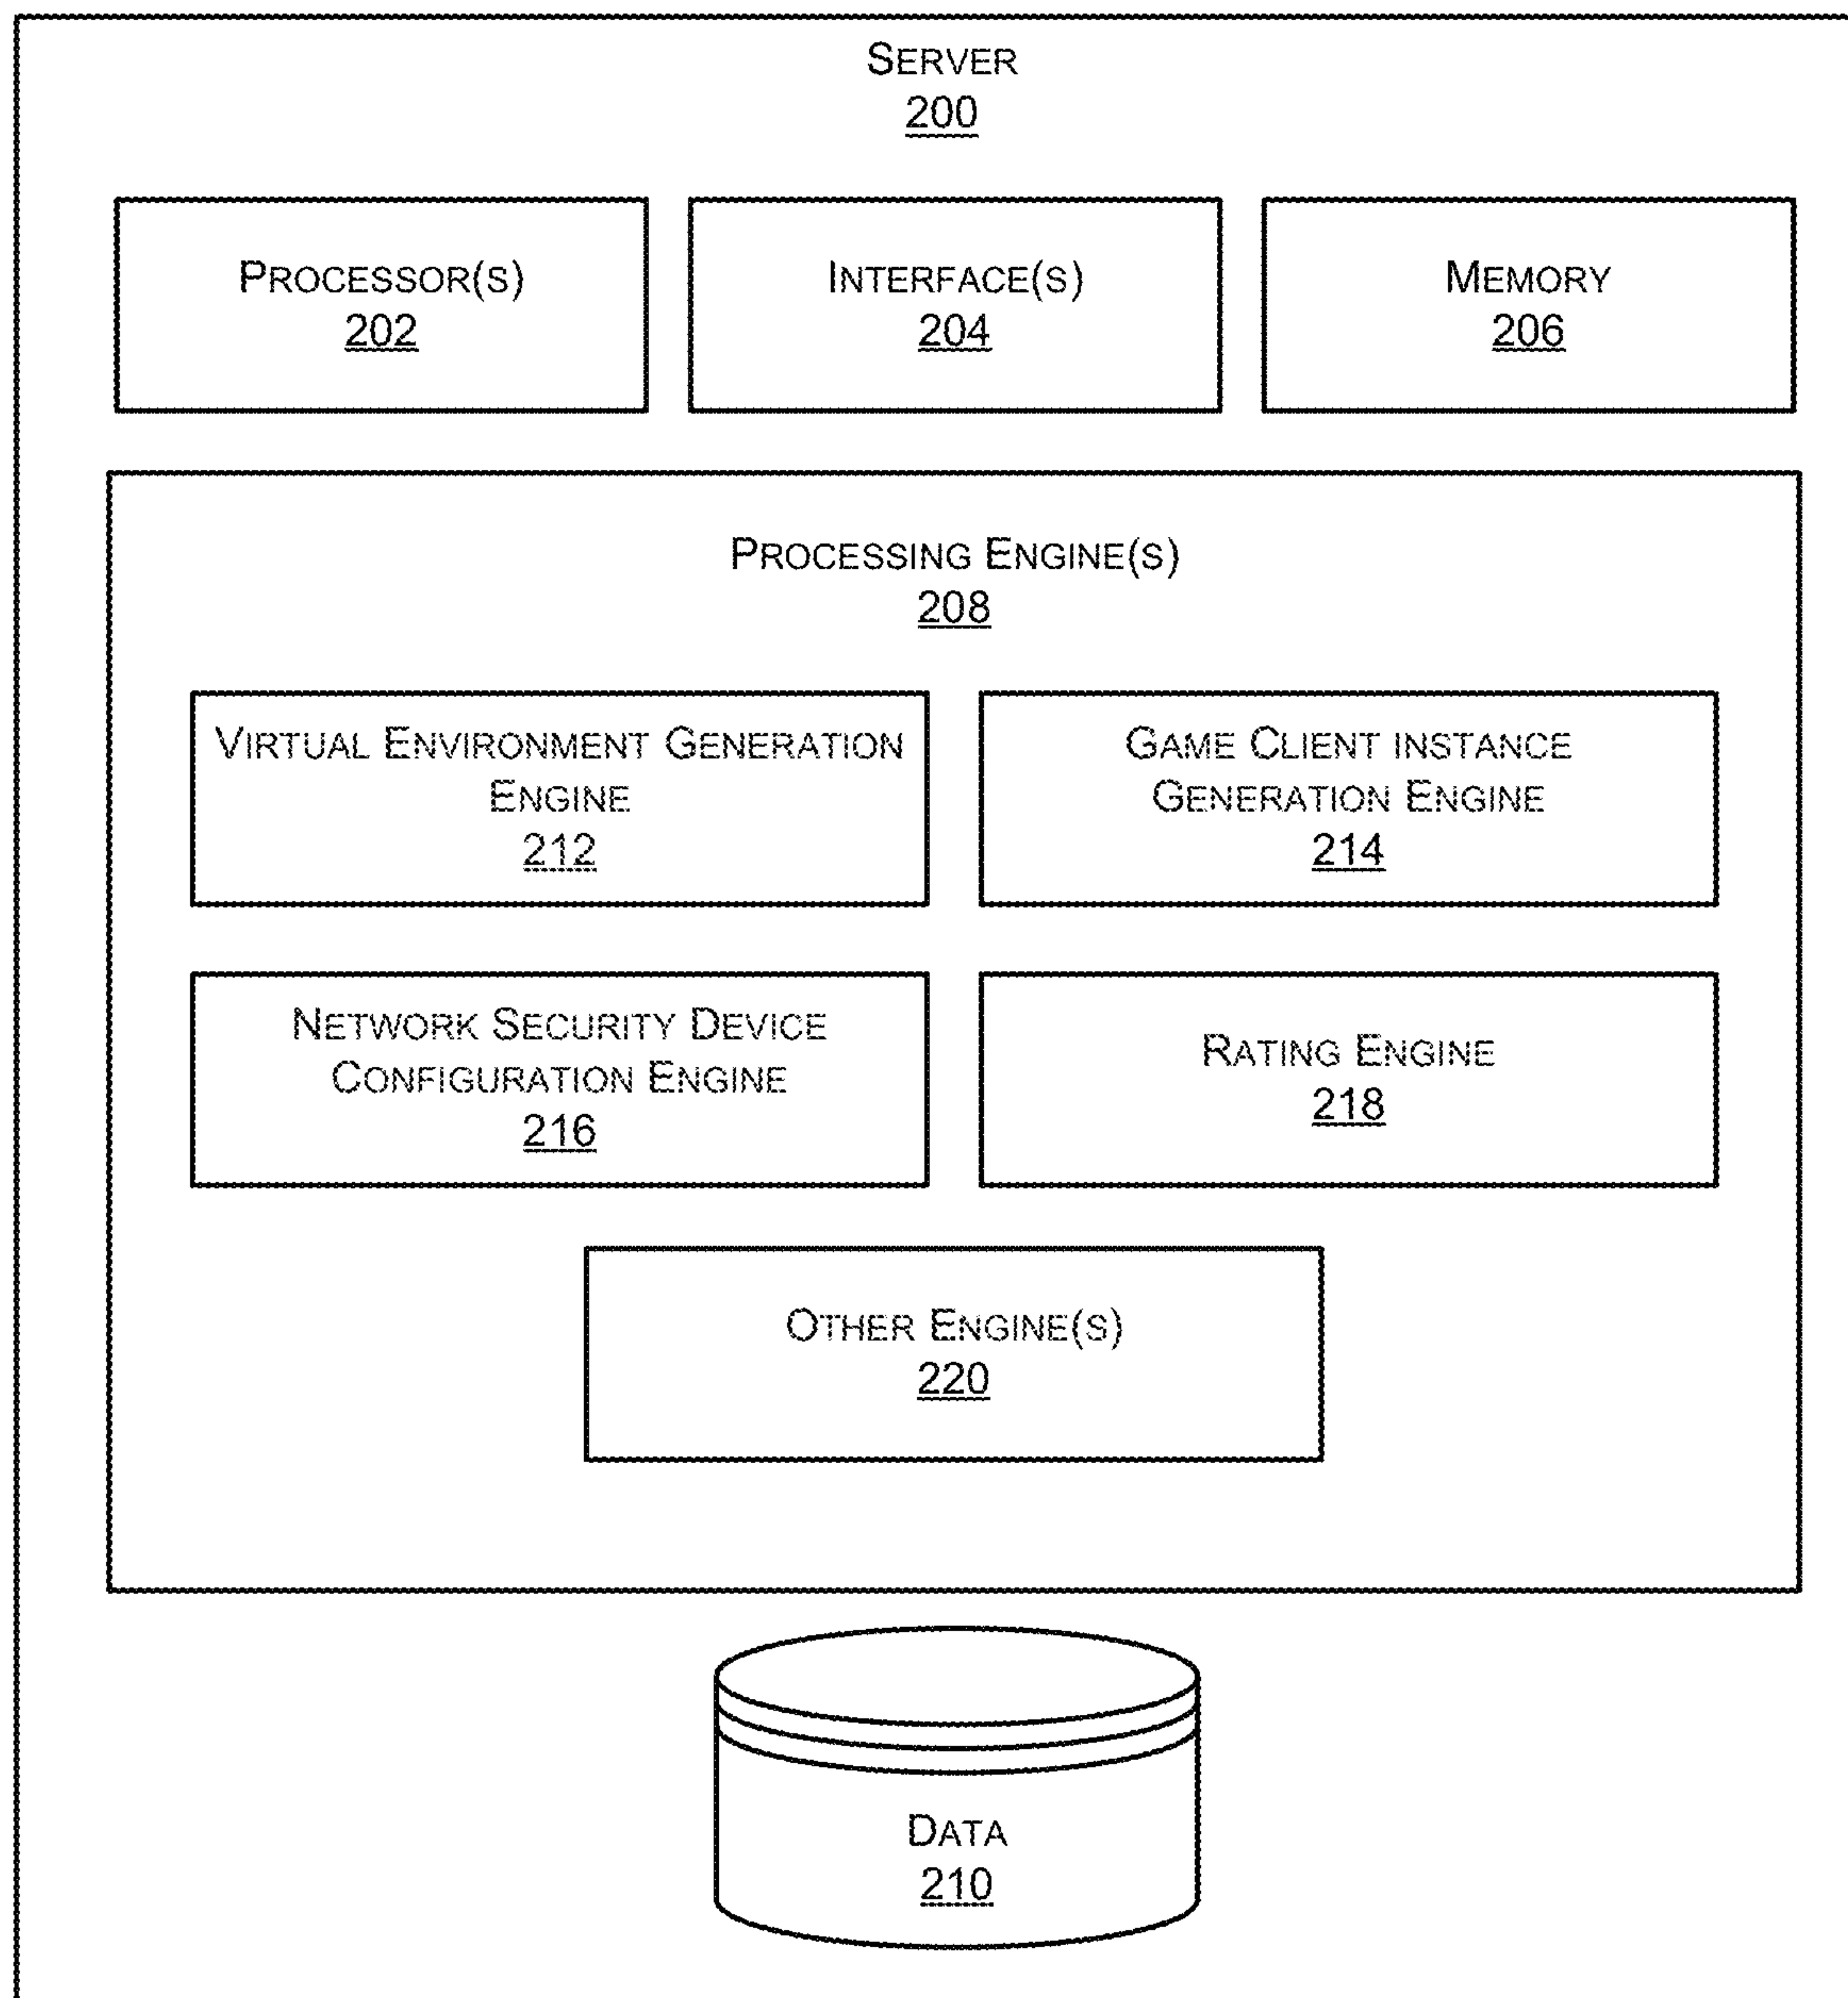 SERVER
200
PROCESSOR(S)
202
INTERFACE(S)
204
MEMORY
206
PROCESSING ENGINE(S)
208
VIRTUAL ENVIRONMENT GENERATION
ENGINE
212
GAME CLIENT INSTANCE
GENERATION ENGINE
214
NETWORK SECURITY DEVICE
CONFIGURATION ENGINE
216
RATING ENGINE
218
OTHER ENGINE(S)
220
DATA
210